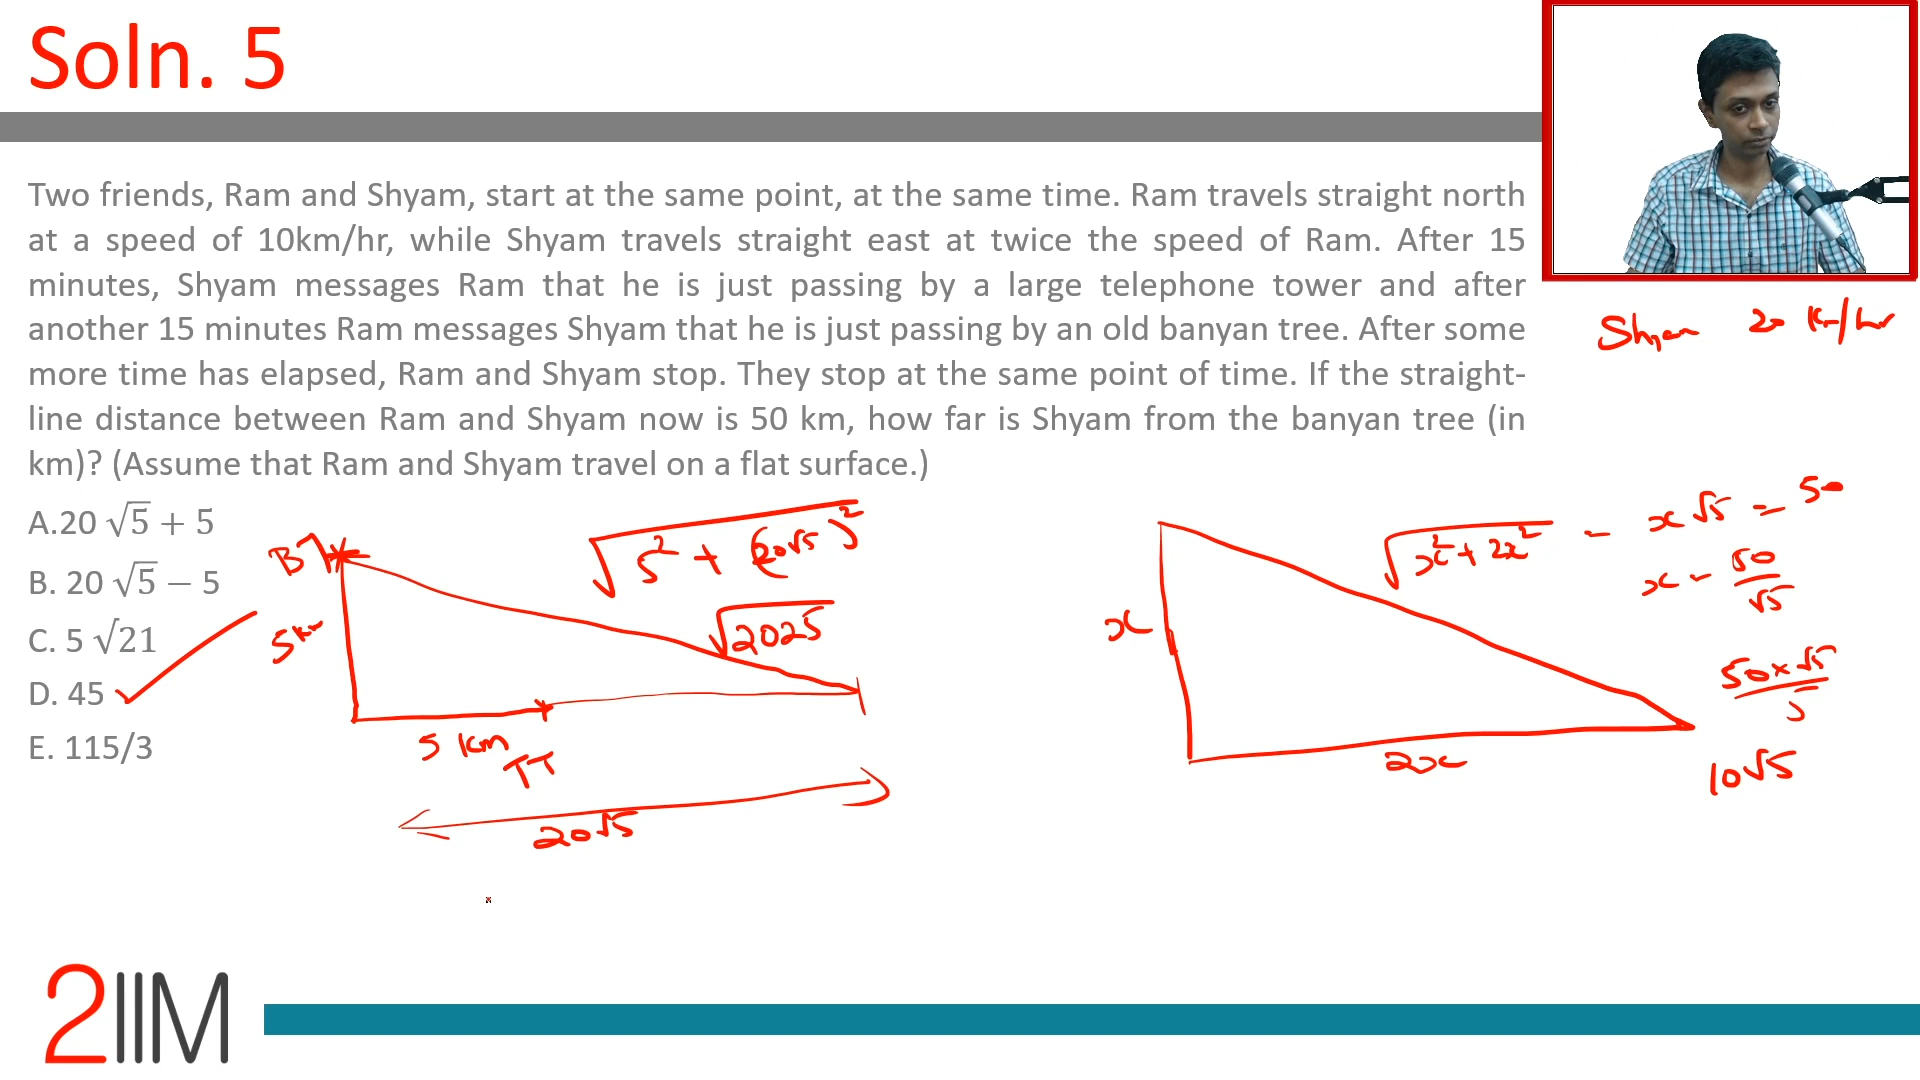 Soln. 5
Two friends, Ram and Shyam, start at the same point, at the same time. Ram travels straight north
at a speed of 10km/hr, while Shyam travels straight east at twice the speed of Ram. After 15
minutes, Shyam messages Ram that he is just passing by a large telephone tower and after
another 15 minutes Ram messages Shyam that he is just passing by an old banyan tree. After some
more time has elapsed, Ram and Shyam stop. They stop at the same point of time. If the straight-
line distance between Ram and Shyam now is 50 km, how far is Shyam from the banyan tree (in
km)? (Assume that Ram and Shyam travel on a flat surface.)
Shyam 20 Km/hr
A.20 √5 + 5
B. 20 √5 − 5
C. 5 √21
D. 45
E. 115/3
BT
5 km
√5² + (20√5)²
√2025
5 km
TT
20√5
x
2x
√x² + 2x² = x√5 = 50
x = 50/√5
50×√5/5
10√5
2IIM